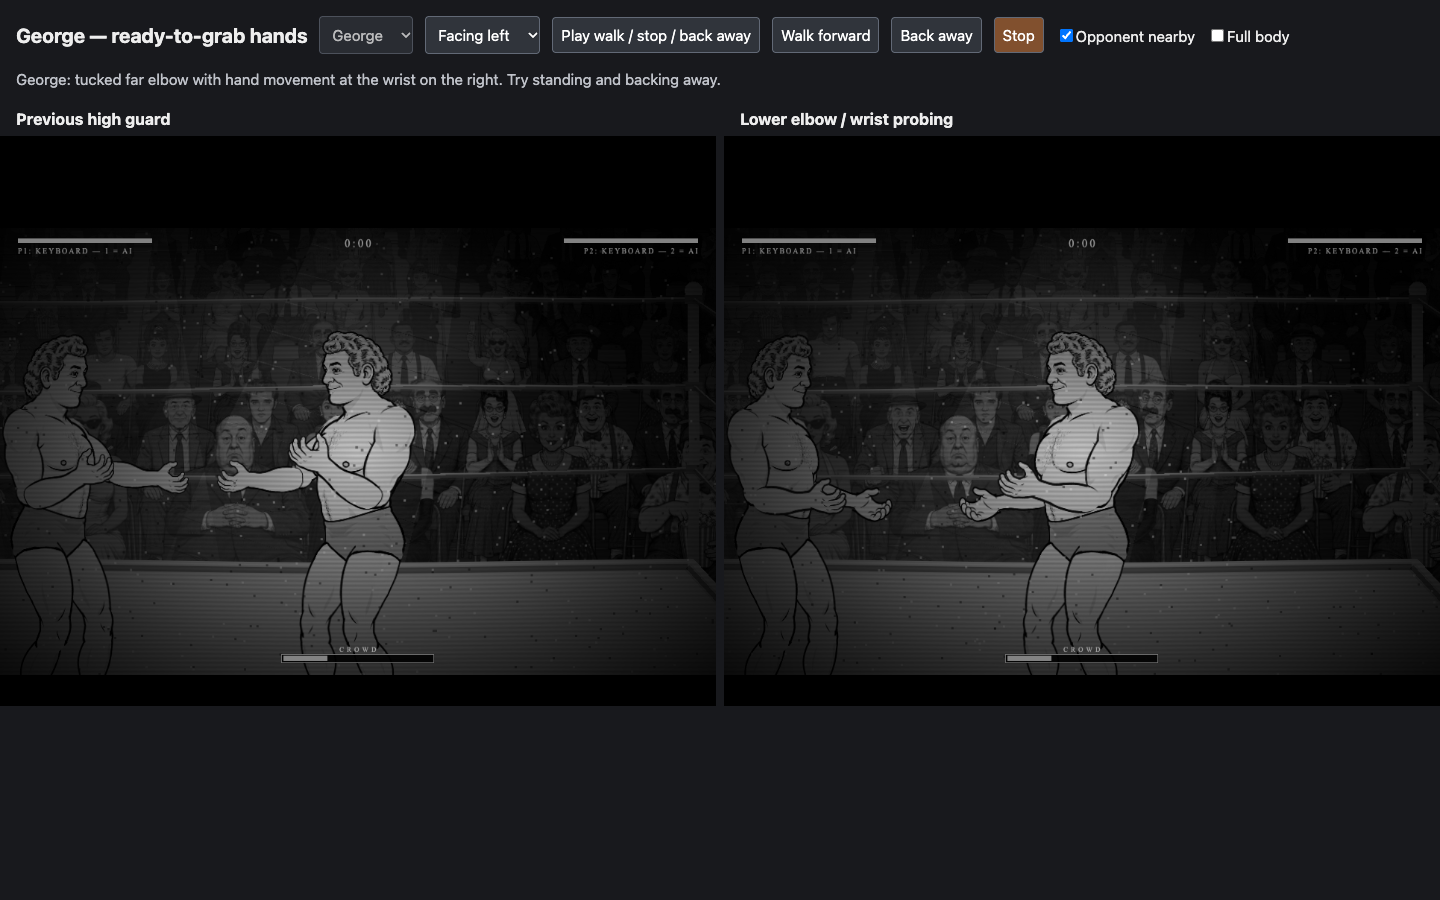 George — ready-to-grab hands George Facing left Play walk / stop / back away Walk forward Back away Stop Opponent nearby Full body
George: tucked far elbow with hand movement at the wrist on the right. Try standing and backing away.
Previous high guard
P1: KEYBOARD — 1 = AI
0:00
P2: KEYBOARD — 2 = AI
CROWD
Lower elbow / wrist probing
P1: KEYBOARD — 1 = AI
0:00
P2: KEYBOARD — 2 = AI
CROWD